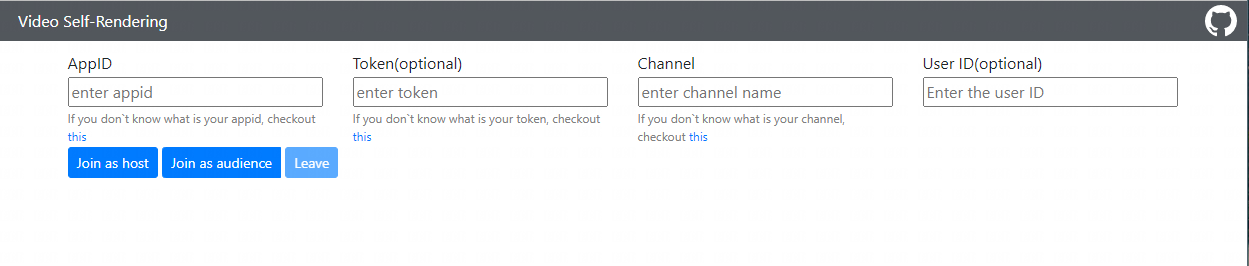 Video Self-Rendering
AppID
enter appid
If you don`t know what is your appid, checkout
this
Token(optional)
enter token
If you don`t know what is your token, checkout
this
Channel
enter channel name
If you don`t know what is your channel,
checkout this
User ID(optional)
Enter the user ID
Join as host
Join as audience
Leave